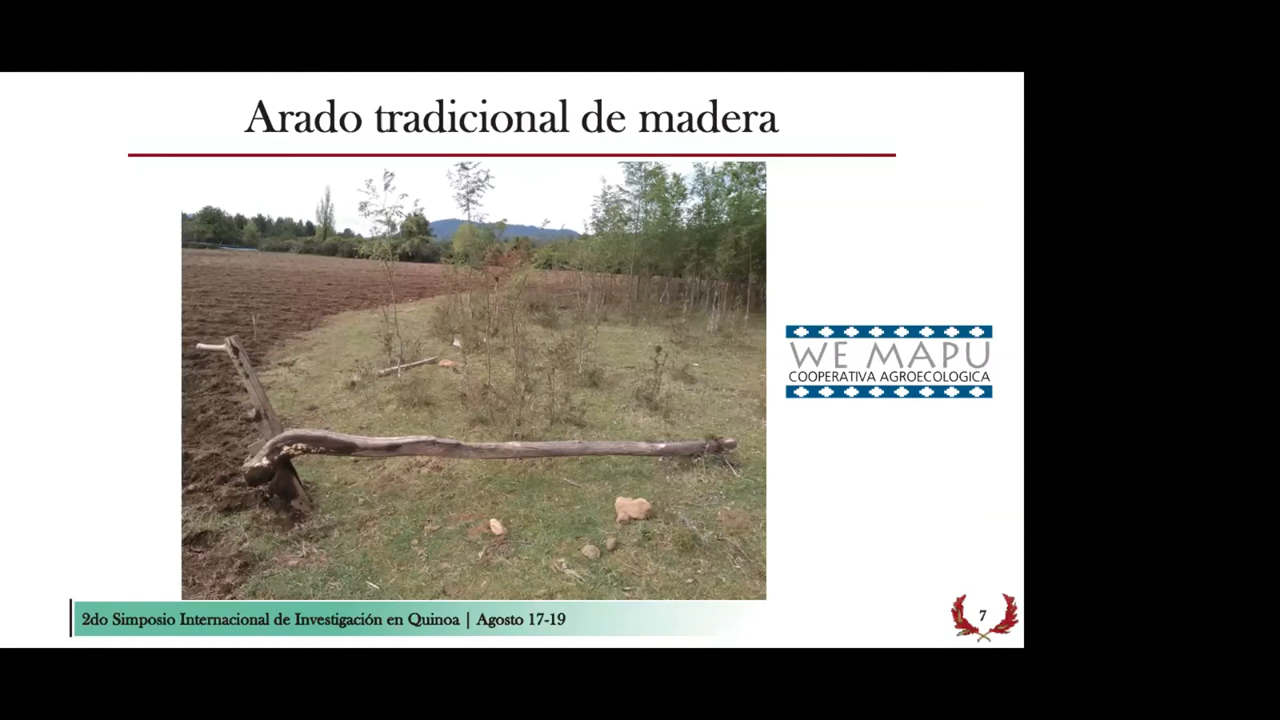 Arado tradicional de madera
WE MAPU
COOPERATIVA AGROECOLOGICA
2do Simposio Internacional de Investigación en Quinoa | Agosto 17-19
7